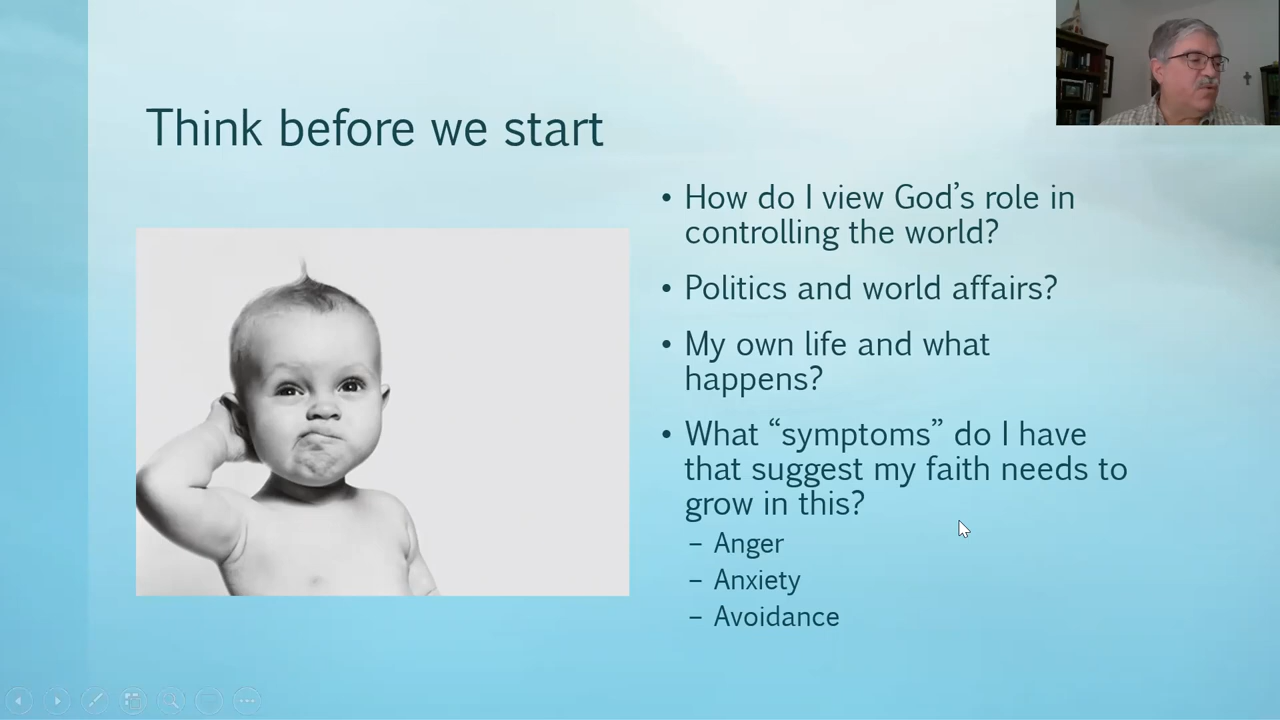 Think before we start
• How do I view God’s role in
controlling the world?
• Politics and world affairs?
• My own life and what
happens?
• What “symptoms” do I have
that suggest my faith needs to
grow in this?
– Anger
– Anxiety
– Avoidance